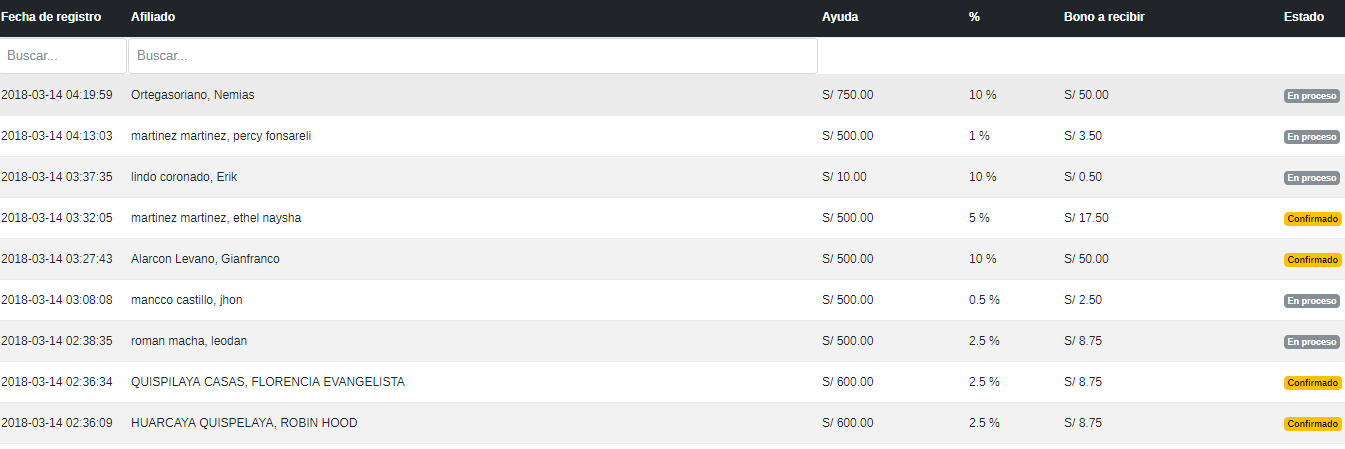 Fecha de registro Afiliado Ayuda % Bono a recibir Estado
Buscar... Buscar...
2018-03-14 04:19:59 Ortegasoriano, Nemias S/ 750.00 10 % S/ 50.00 En proceso
2018-03-14 04:13:03 martinez martinez, percy fonsareli S/ 500.00 1 % S/ 3.50 En proceso
2018-03-14 03:37:35 lindo coronado, Erik S/ 10.00 10 % S/ 0.50 En proceso
2018-03-14 03:32:05 martinez martinez, ethel naysha S/ 500.00 5 % S/ 17.50 Confirmado
2018-03-14 03:27:43 Alarcon Levano, Gianfranco S/ 500.00 10 % S/ 50.00 Confirmado
2018-03-14 03:08:08 mancco castillo, jhon S/ 500.00 0.5 % S/ 2.50 En proceso
2018-03-14 02:38:35 roman macha, leodan S/ 500.00 2.5 % S/ 8.75 En proceso
2018-03-14 02:36:34 QUISPILAYA CASAS, FLORENCIA EVANGELISTA S/ 600.00 2.5 % S/ 8.75 Confirmado
2018-03-14 02:36:09 HUARCAYA QUISPELAYA, ROBIN HOOD S/ 600.00 2.5 % S/ 8.75 Confirmado